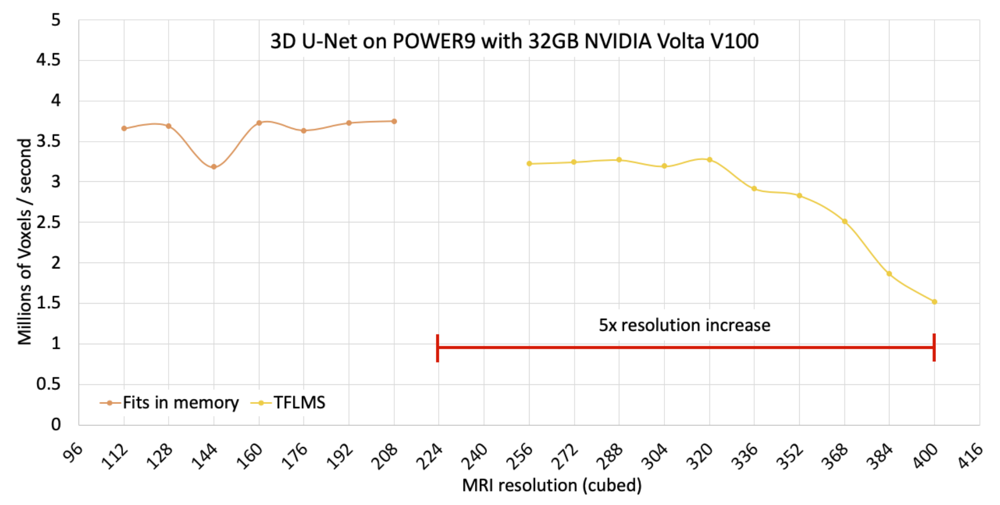 3D U-Net on POWER9 with 32GB NVIDIA Volta V100
Millions of Voxels / second
5
4.5
4
3.5
3
2.5
2
1.5
1
0.5
0
5x resolution increase
Fits in memory
TFLMS
96 112 128 144 160 176 192 208 224 240 256 272 288 304 320 336 352 368 384 400 416
MRI resolution (cubed)